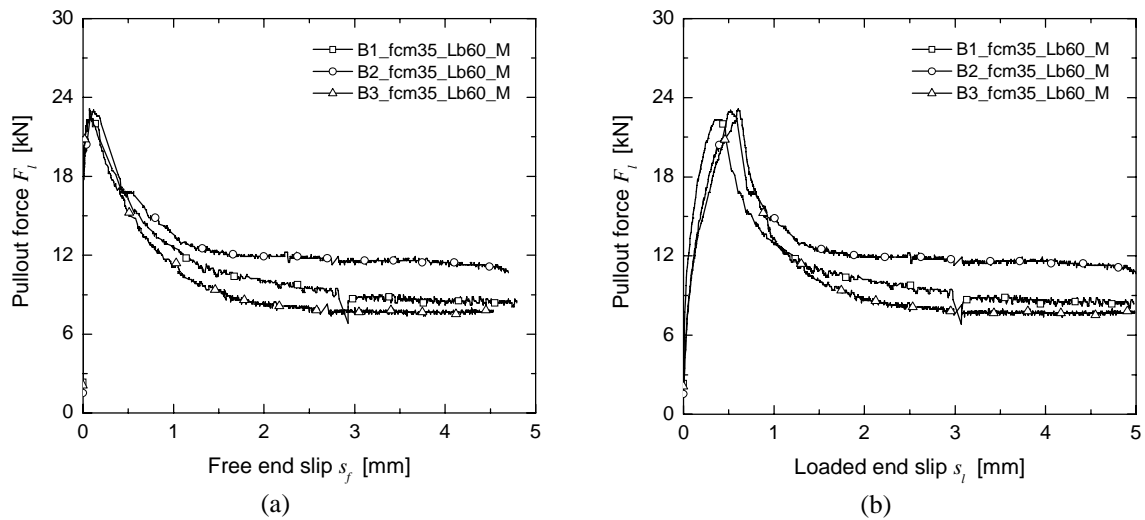 30
24
18
12
6
0
Pullout force F_l [kN]
B1_fcm35_Lb60_M
B2_fcm35_Lb60_M
B3_fcm35_Lb60_M
0 1 2 3 4 5
Free end slip s_f [mm]
(a)
30
24
18
12
6
0
Pullout force F_l [kN]
B1_fcm35_Lb60_M
B2_fcm35_Lb60_M
B3_fcm35_Lb60_M
0 1 2 3 4 5
Loaded end slip s_l [mm]
(b)